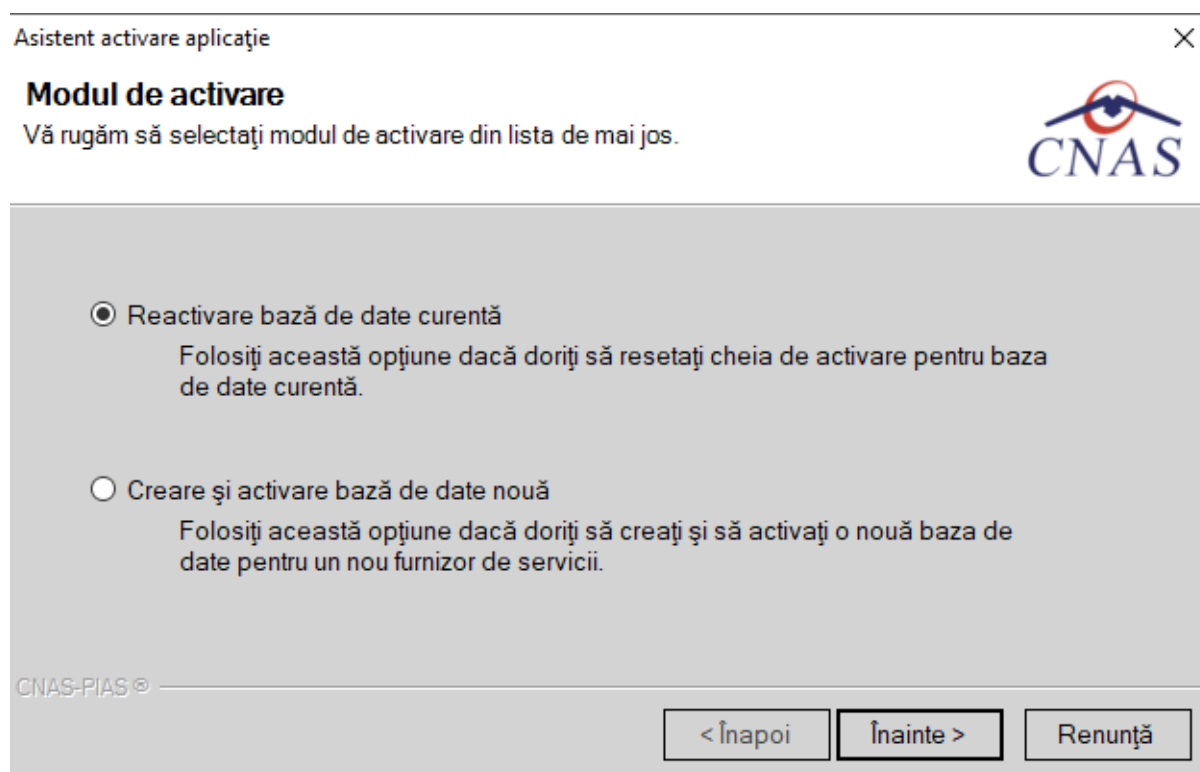 Asistent activare aplicaţie
Modul de activare
Vă rugăm să selectaţi modul de activare din lista de mai jos.
CNAS
Reactivare bază de date curentă
Folosiţi această opţiune dacă doriţi să resetaţi cheia de activare pentru baza
de date curentă.
Creare şi activare bază de date nouă
Folosiţi această opţiune dacă doriţi să creaţi şi să activaţi o nouă baza de
date pentru un nou furnizor de servicii.
CNAS-PIAS ®
< Înapoi
Înainte >
Renunţă